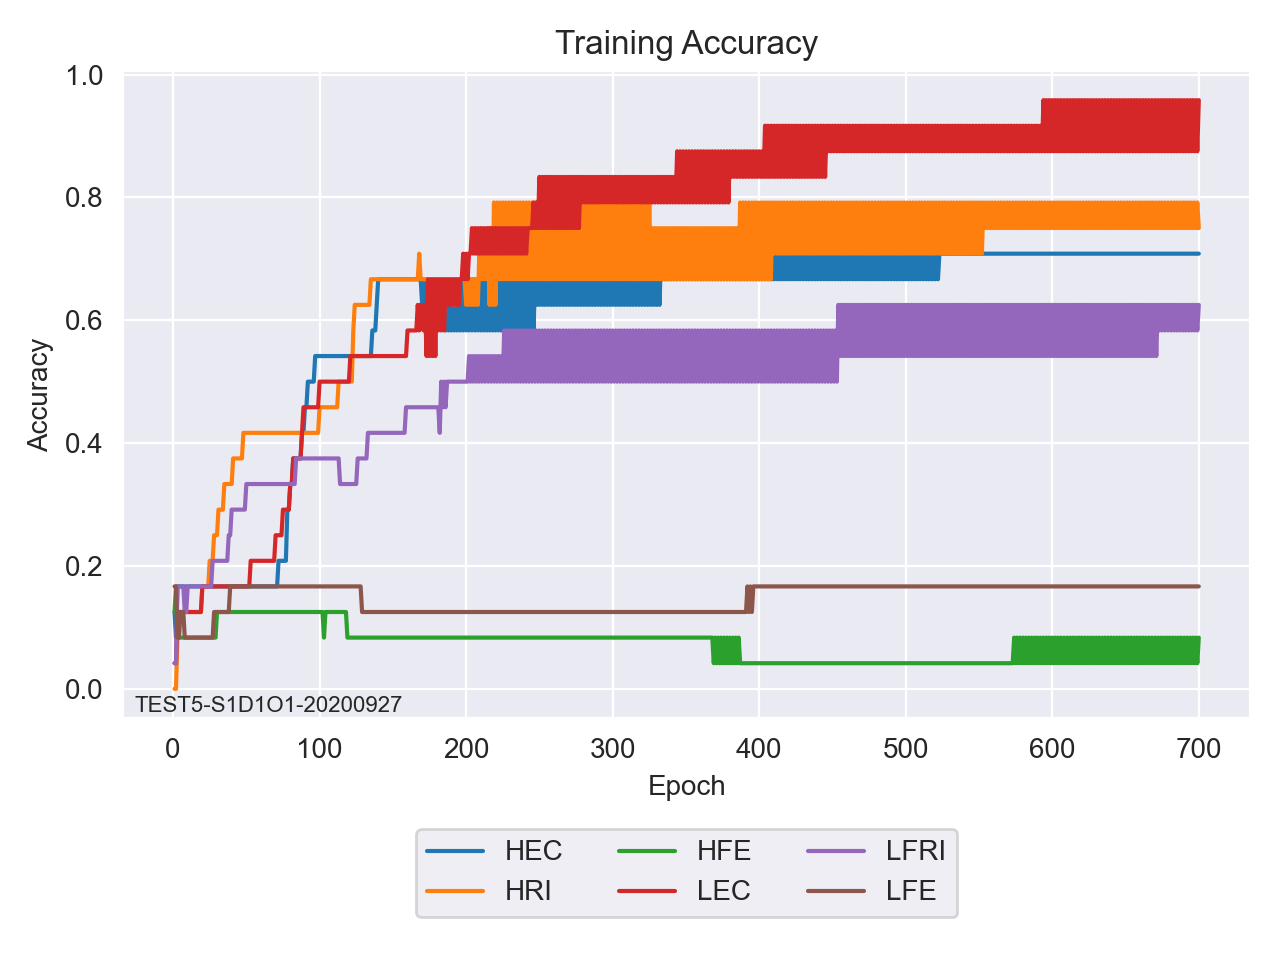 Training Accuracy
1.0
0.8
0.6
0.4
0.2
0.0
Accuracy
TEST5-S1D1O1-20200927
0 100 200 300 400 500 600 700
Epoch
HEC HFE LFRI
HRI LEC LFE